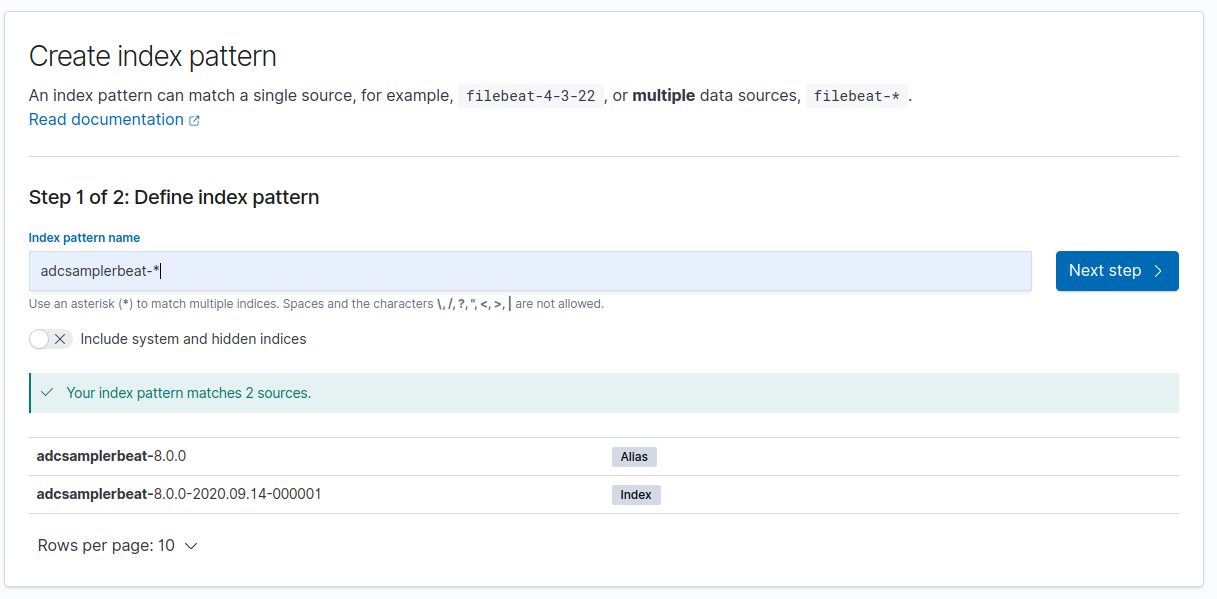 Create index pattern
An index pattern can match a single source, for example, filebeat-4-3-22 , or multiple data sources, filebeat-* .
Read documentation
Step 1 of 2: Define index pattern
Index pattern name
adcsamplerbeat-*
Next step
Use an asterisk (*) to match multiple indices. Spaces and the characters \, /, ?, ", <, >, | are not allowed.
Include system and hidden indices
Your index pattern matches 2 sources.
adcsamplerbeat-8.0.0 Alias
adcsamplerbeat-8.0.0-2020.09.14-000001 Index
Rows per page: 10